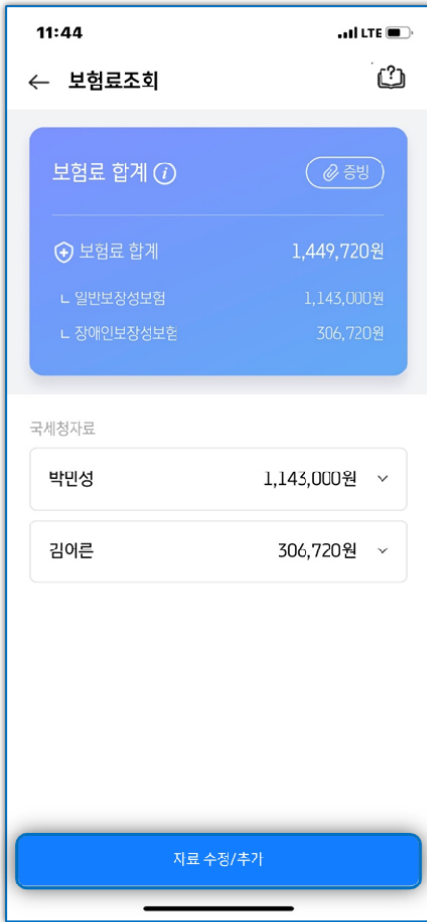 11:44 LTE
보험료조회
보험료 합계 증빙
보험료 합계 1,449,720원
ㄴ 일반보장성보험 1,143,000원
ㄴ 장애인보장성보험 306,720원
국세청자료
박민성 1,143,000원
김이른 306,720원
자료 수정/추가